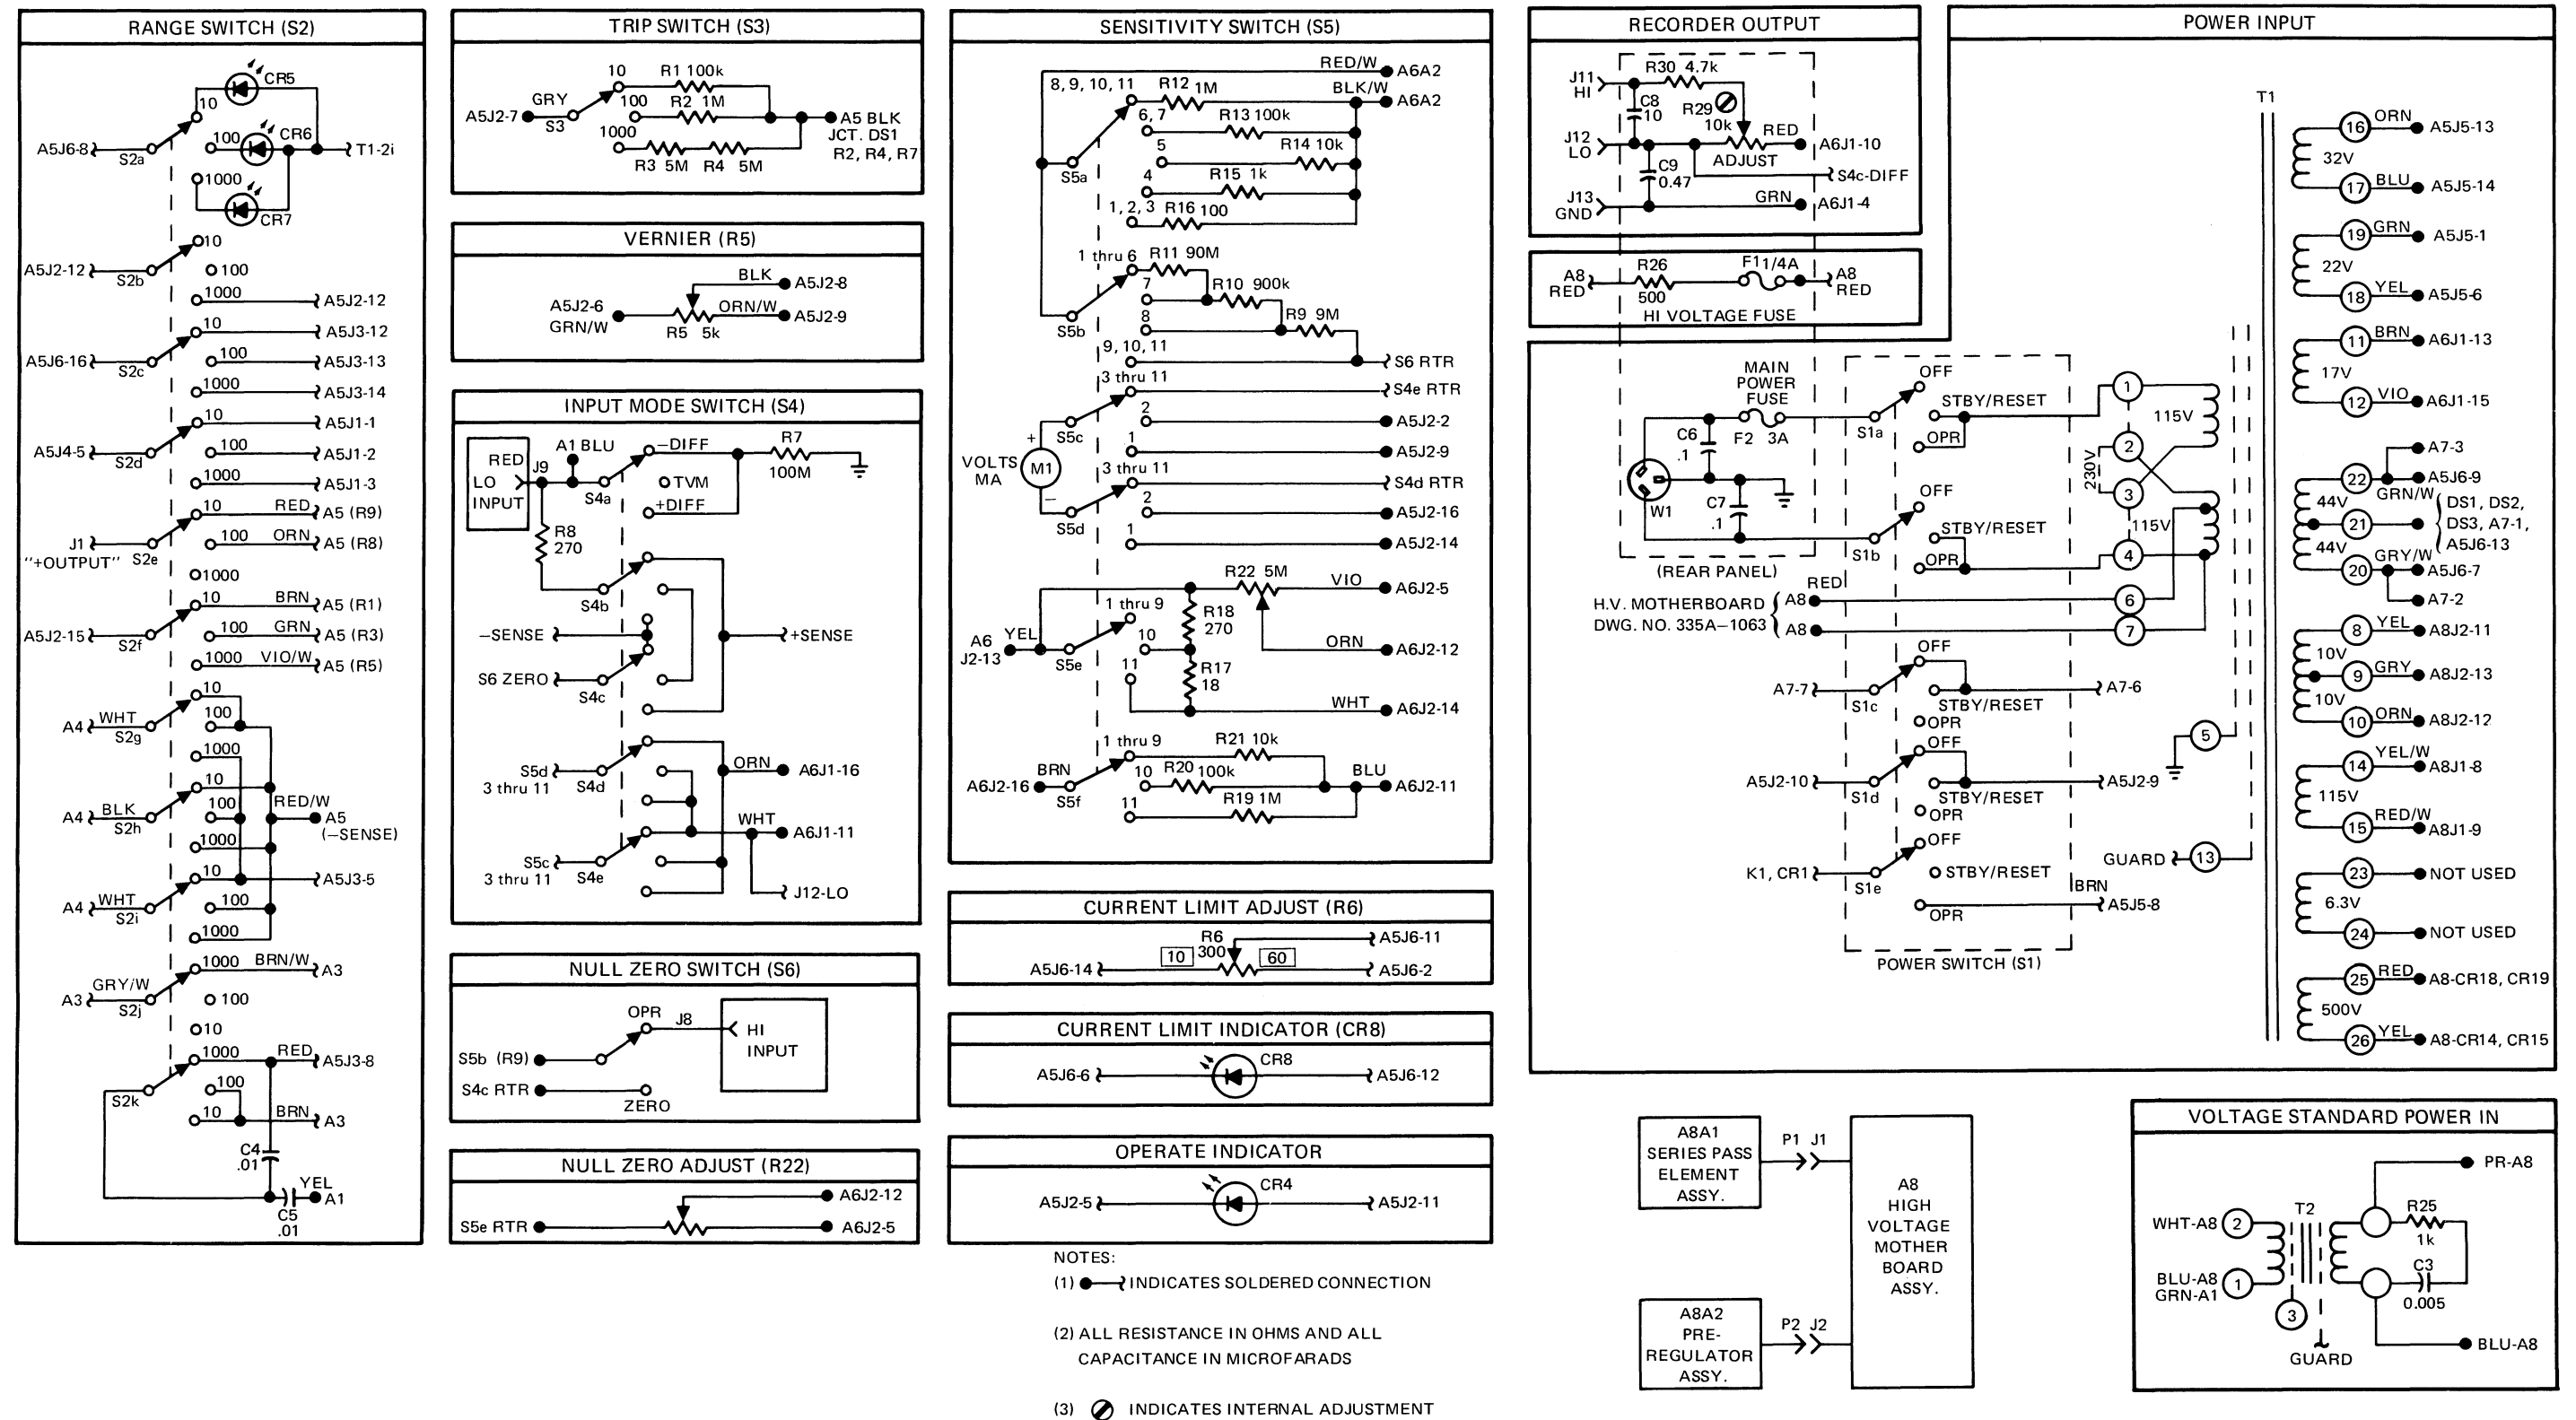 RANGE SWITCH (S2)
CR5
10
A5J6-8
S2a
100
CR6
T1-2i
1000
CR7
10
A5J2-12
S2b
100
1000
A5J2-12
10
A5J3-12
A5J6-16
S2c
100
A5J3-13
1000
A5J3-14
10
A5J1-1
A5J4-5
S2d
100
A5J1-2
1000
A5J1-3
10
RED
A5 (R9)
J1
"+OUTPUT"
S2e
100
ORN
A5 (R8)
1000
10
BRN
A5 (R1)
A5J2-15
S2f
100
GRN
A5 (R3)
1000
VIO/W
A5 (R5)
10
A4
WHT
S2g
100
1000
10
A4
BLK
S2h
100
RED/W
A5
(−SENSE)
1000
10
A5J3-5
A4
WHT
S2i
100
1000
1000
BRN/W
A3
A3
GRY/W
S2j
100
10
1000
RED
A5J3-8
S2k
100
10
BRN
A3
C4
.01
YEL
A1
C5
.01
TRIP SWITCH (S3)
10
R1 100k
A5J2-7
GRY
S3
100
R2 1M
A5 BLK
JCT. DS1
R2, R4, R7
1000
R3 5M R4 5M
VERNIER (R5)
BLK
A5J2-8
A5J2-6
GRN/W
ORN/W
A5J2-9
R5 5k
INPUT MODE SWITCH (S4)
RED
LO
INPUT
J9
A1 BLU
−DIFF
R7
100M
S4a
TVM
+DIFF
R8
270
S4b
−SENSE
+SENSE
S6 ZERO
S4c
S5d
3 thru 11
S4d
ORN
A6J1-16
WHT
A6J1-11
S5c
3 thru 11
S4e
J12-LO
NULL ZERO SWITCH (S6)
OPR
J8
HI
INPUT
S5b (R9)
S4c RTR
ZERO
NULL ZERO ADJUST (R22)
A6J2-12
S5e RTR
A6J2-5
SENSITIVITY SWITCH (S5)
RED/W
A6A2
8, 9, 10, 11
R12 1M
BLK/W
A6A2
6, 7
R13 100k
5
R14 10k
S5a
4
R15 1k
1, 2, 3
R16 100
1 thru 6
R11 90M
7
R10 900k
S5b
8
R9 9M
9, 10, 11
S6 RTR
3 thru 11
S4e RTR
S5c
2
A5J2-2
1
A5J2-9
+
VOLTS
MA
M1
−
3 thru 11
S4d RTR
S5d
2
A5J2-16
1
A5J2-14
R22 5M
VIO
A6J2-5
1 thru 9
R18
270
A6
J2-13
YEL
S5e
10
ORN
A6J2-12
11
R17
18
WHT
A6J2-14
1 thru 9
R21 10k
A6J2-16
BRN
S5f
10
R20 100k
BLU
A6J2-11
11
R19 1M
CURRENT LIMIT ADJUST (R6)
R6
300
A5J6-11
10
60
A5J6-14
A5J6-2
CURRENT LIMIT INDICATOR (CR8)
CR8
A5J6-6
A5J6-12
OPERATE INDICATOR
CR4
A5J2-5
A5J2-11
NOTES:
(1) INDICATES SOLDERED CONNECTION
(2) ALL RESISTANCE IN OHMS AND ALL
CAPACITANCE IN MICROFARADS
(3) INDICATES INTERNAL ADJUSTMENT
RECORDER OUTPUT
J11
HI
R30 4.7k
C8
10
R29
10k
J12
LO
RED
A6J1-10
ADJUST
C9
0.47
S4c-DIFF
J13
GND
GRN
A6J1-4
A8
RED
R26
500
F1 1/4A
A8
RED
HI VOLTAGE FUSE
POWER INPUT
MAIN
POWER
FUSE
F2 3A
C6
.1
C7
.1
W1
(REAR PANEL)
OFF
STBY/RESET
S1a
OPR
OFF
STBY/RESET
S1b
OPR
1
115V
2
230V
3
115V
4
RED
H.V. MOTHERBOARD
DWG. NO. 335A−1063
A8
A8
6
7
OFF
A7-7
S1c
STBY/RESET
A7-6
OPR
OFF
A5J2-10
S1d
STBY/RESET
A5J2-9
OPR
OFF
K1, CR1
S1e
STBY/RESET
BRN
A5J5-8
OPR
POWER SWITCH (S1)
5
GUARD
13
T1
16
ORN
A5J5-13
32V
17
BLU
A5J5-14
19
GRN
A5J5-1
22V
18
YEL
A5J5-6
11
BRN
A6J1-13
17V
12
VIO
A6J1-15
A7-3
22
A5J6-9
44V
GRN/W
21
DS1, DS2,
DS3, A7-1,
A5J6-13
44V
GRY/W
20
A5J6-7
A7-2
8
YEL
A8J2-11
10V
9
GRY
A8J2-13
10V
10
ORN
A8J2-12
14
YEL/W
A8J1-8
115V
15
RED/W
A8J1-9
23
NOT USED
6.3V
24
NOT USED
25
RED
A8-CR18, CR19
500V
26
YEL
A8-CR14, CR15
A8A1
SERIES PASS
ELEMENT
ASSY.
P1 J1
A8
HIGH
VOLTAGE
MOTHER
BOARD
ASSY.
A8A2
PRE-
REGULATOR
ASSY.
P2 J2
VOLTAGE STANDARD POWER IN
PR-A8
T2
R25
1k
WHT-A8
2
BLU-A8
GRN-A1
1
3
C3
0.005
GUARD
BLU-A8